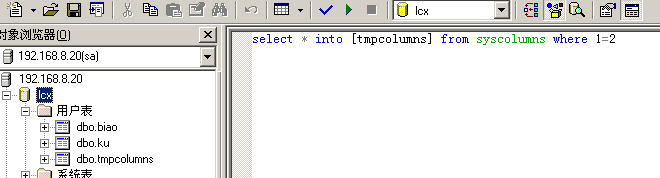 lcx
对象浏览器(O)
192.168.8.20(sa)
192.168.8.20
lcx
用户表
dbo.biao
dbo.ku
dbo.tmpcolumns
系统表
select * into [tmpcolumns] from syscolumns where 1=2